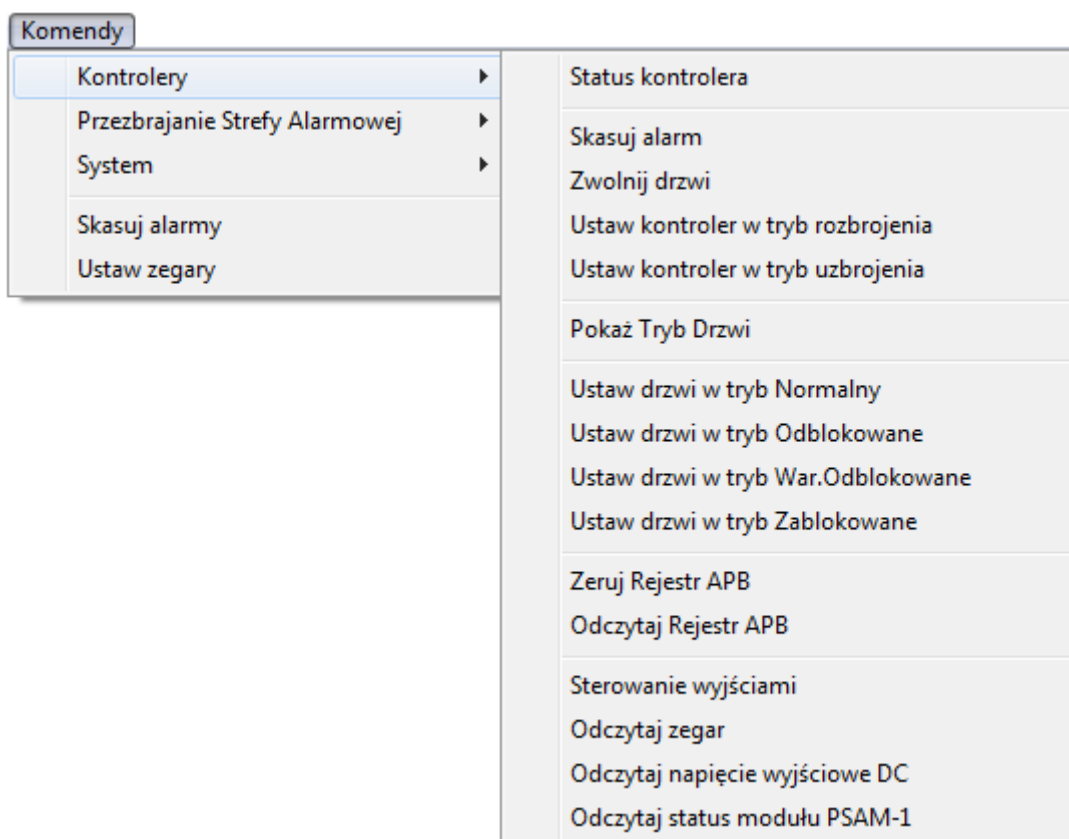 Komendy
Kontrolery
Przezbrajanie Strefy Alarmowej
System
Skasuj alarmy
Ustaw zegary
Status kontrolera
Skasuj alarm
Zwolnij drzwi
Ustaw kontroler w tryb rozbrojenia
Ustaw kontroler w tryb uzbrojenia
Pokaż Tryb Drzwi
Ustaw drzwi w tryb Normalny
Ustaw drzwi w tryb Odblokowane
Ustaw drzwi w tryb War.Odblokowane
Ustaw drzwi w tryb Zablokowane
Zeruj Rejestr APB
Odczytaj Rejestr APB
Sterowanie wyjściami
Odczytaj zegar
Odczytaj napięcie wyjściowe DC
Odczytaj status modułu PSAM-1